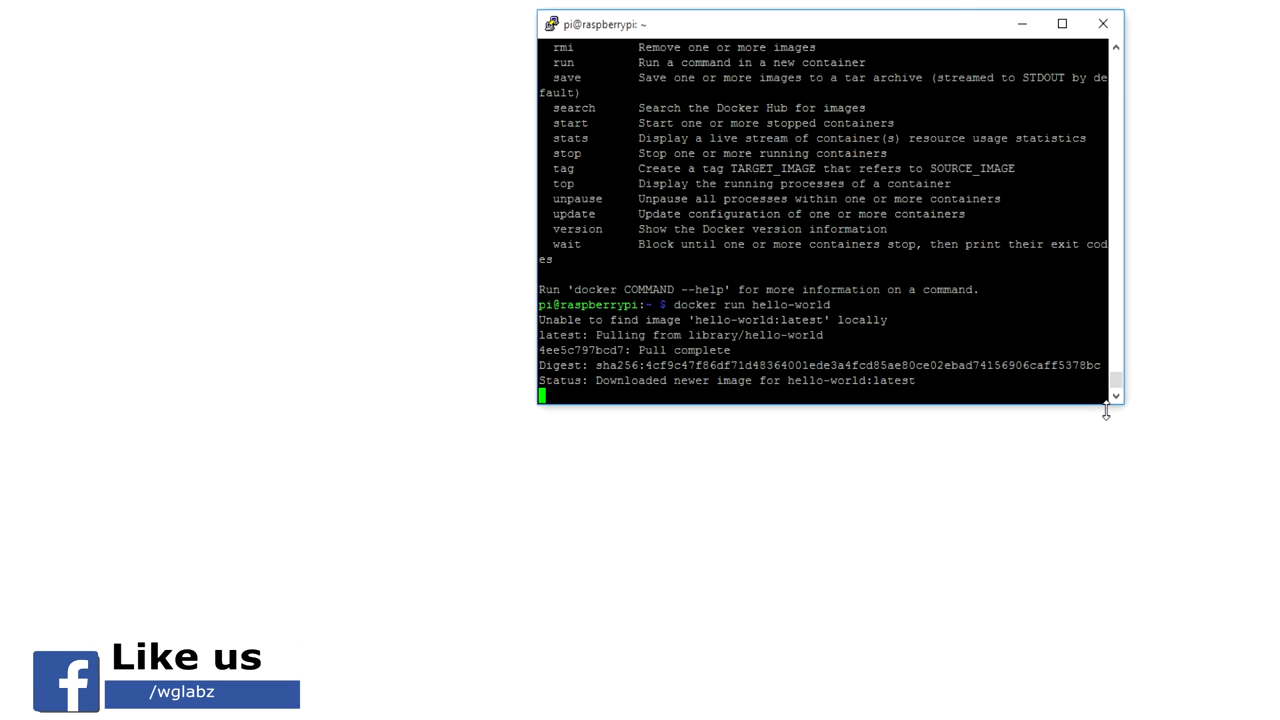 pi@raspberrypi: ~
rmi Remove one or more images
run Run a command in a new container
save Save one or more images to a tar archive (streamed to STDOUT by de
fault)
search Search the Docker Hub for images
start Start one or more stopped containers
stats Display a live stream of container(s) resource usage statistics
stop Stop one or more running containers
tag Create a tag TARGET_IMAGE that refers to SOURCE_IMAGE
top Display the running processes of a container
unpause Unpause all processes within one or more containers
update Update configuration of one or more containers
version Show the Docker version information
wait Block until one or more containers stop, then print their exit cod
es
Run 'docker COMMAND --help' for more information on a command.
pi@raspberrypi:~ $ docker run hello-world
Unable to find image 'hello-world:latest' locally
latest: Pulling from library/hello-world
4ee5c797bcd7: Pull complete
Digest: sha256:4cf9c47f86df71d48364001ede3a4fcd85ae80ce02ebad74156906caff5378bc
Status: Downloaded newer image for hello-world:latest
Like us
/wglabz